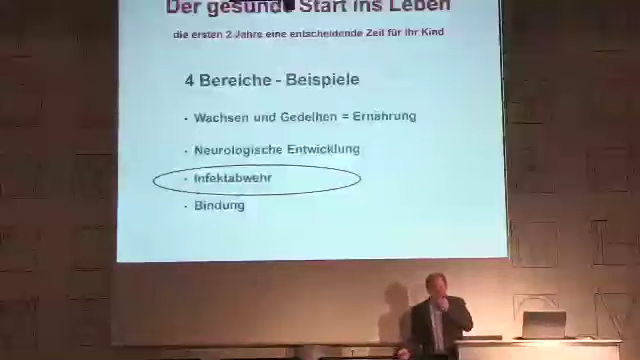 Der gesunde Start ins Leben
die ersten 2 Jahre eine entscheidende Zeit für Ihr Kind
4 Bereiche - Beispiele
· Wachsen und Gedeihen = Ernährung
· Neurologische Entwicklung
· Infektabwehr
· Bindung